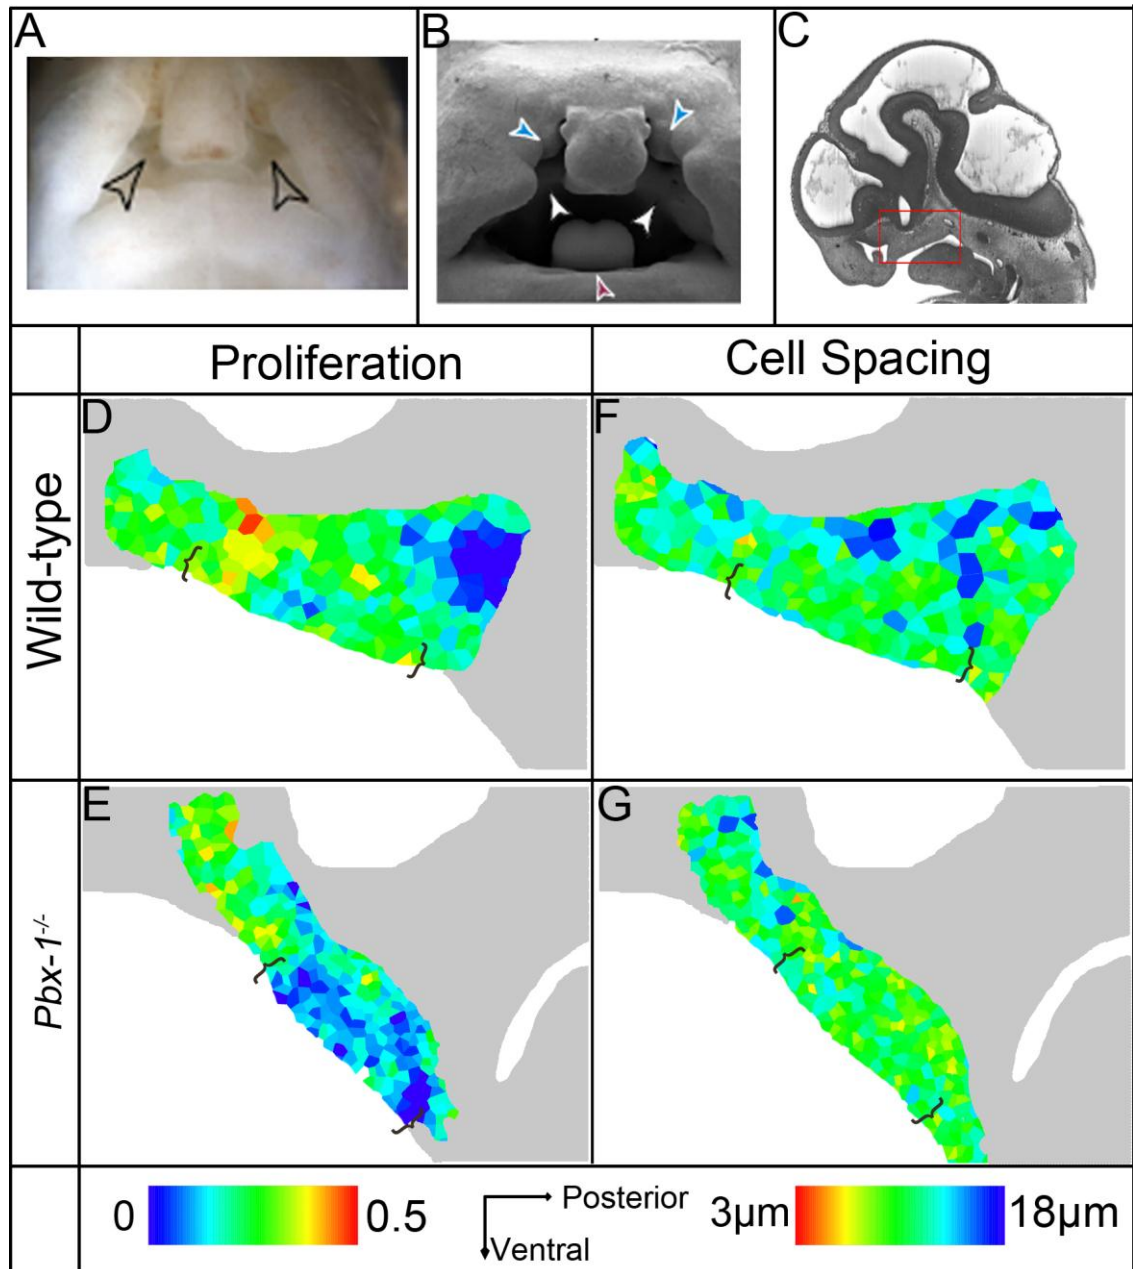 A
B
C
Proliferation
Cell Spacing
Wild-type
D
F
Pbx-1-/-
E
G
0
0.5
Posterior
Ventral
3µm
18µm